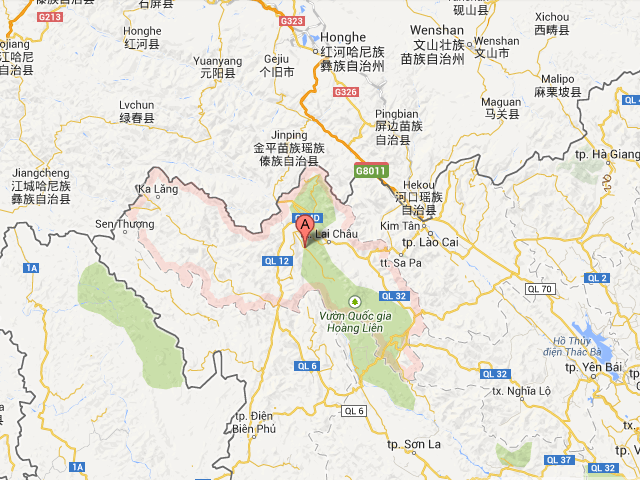 G213
G323
砚山县
石屏县
Honghe
红河哈尼族
彝族自治州
Wenshan
文山壮族
苗族自治州
Wenshan
文山市
Xichou
西畴县
Honghe
红河县
Yuanyang
元阳县
Gejiu
个旧市
G326
Malipo
麻栗坡县
Lvchun
绿春县
Maguan
马关县
Pingbian
屏边苗族
自治县
QL 4
Jinping
金平苗族瑶族
傣族自治县
G8011
tp. Hà Giang
Jiangcheng
江城哈尼族
彝族自治县
Ka Lăng
Hekou
河口瑶族
自治县
Sen Thượng
A
Lai Châu
Kim Tân
tp. Lào Cai
tt. Sa Pa
1A
QL 12
QL 2
QL 70
QL 32
Vườn Quốc gia
Hoàng Liên
Hồ Thuỷ
điện Thác Bà
QL 6
QL 32
tp. Yên Bái
tx. Nghĩa Lộ
QL 6
tp. Điện
Biên Phủ
tp. Sơn La
1A
QL 37
QL 32